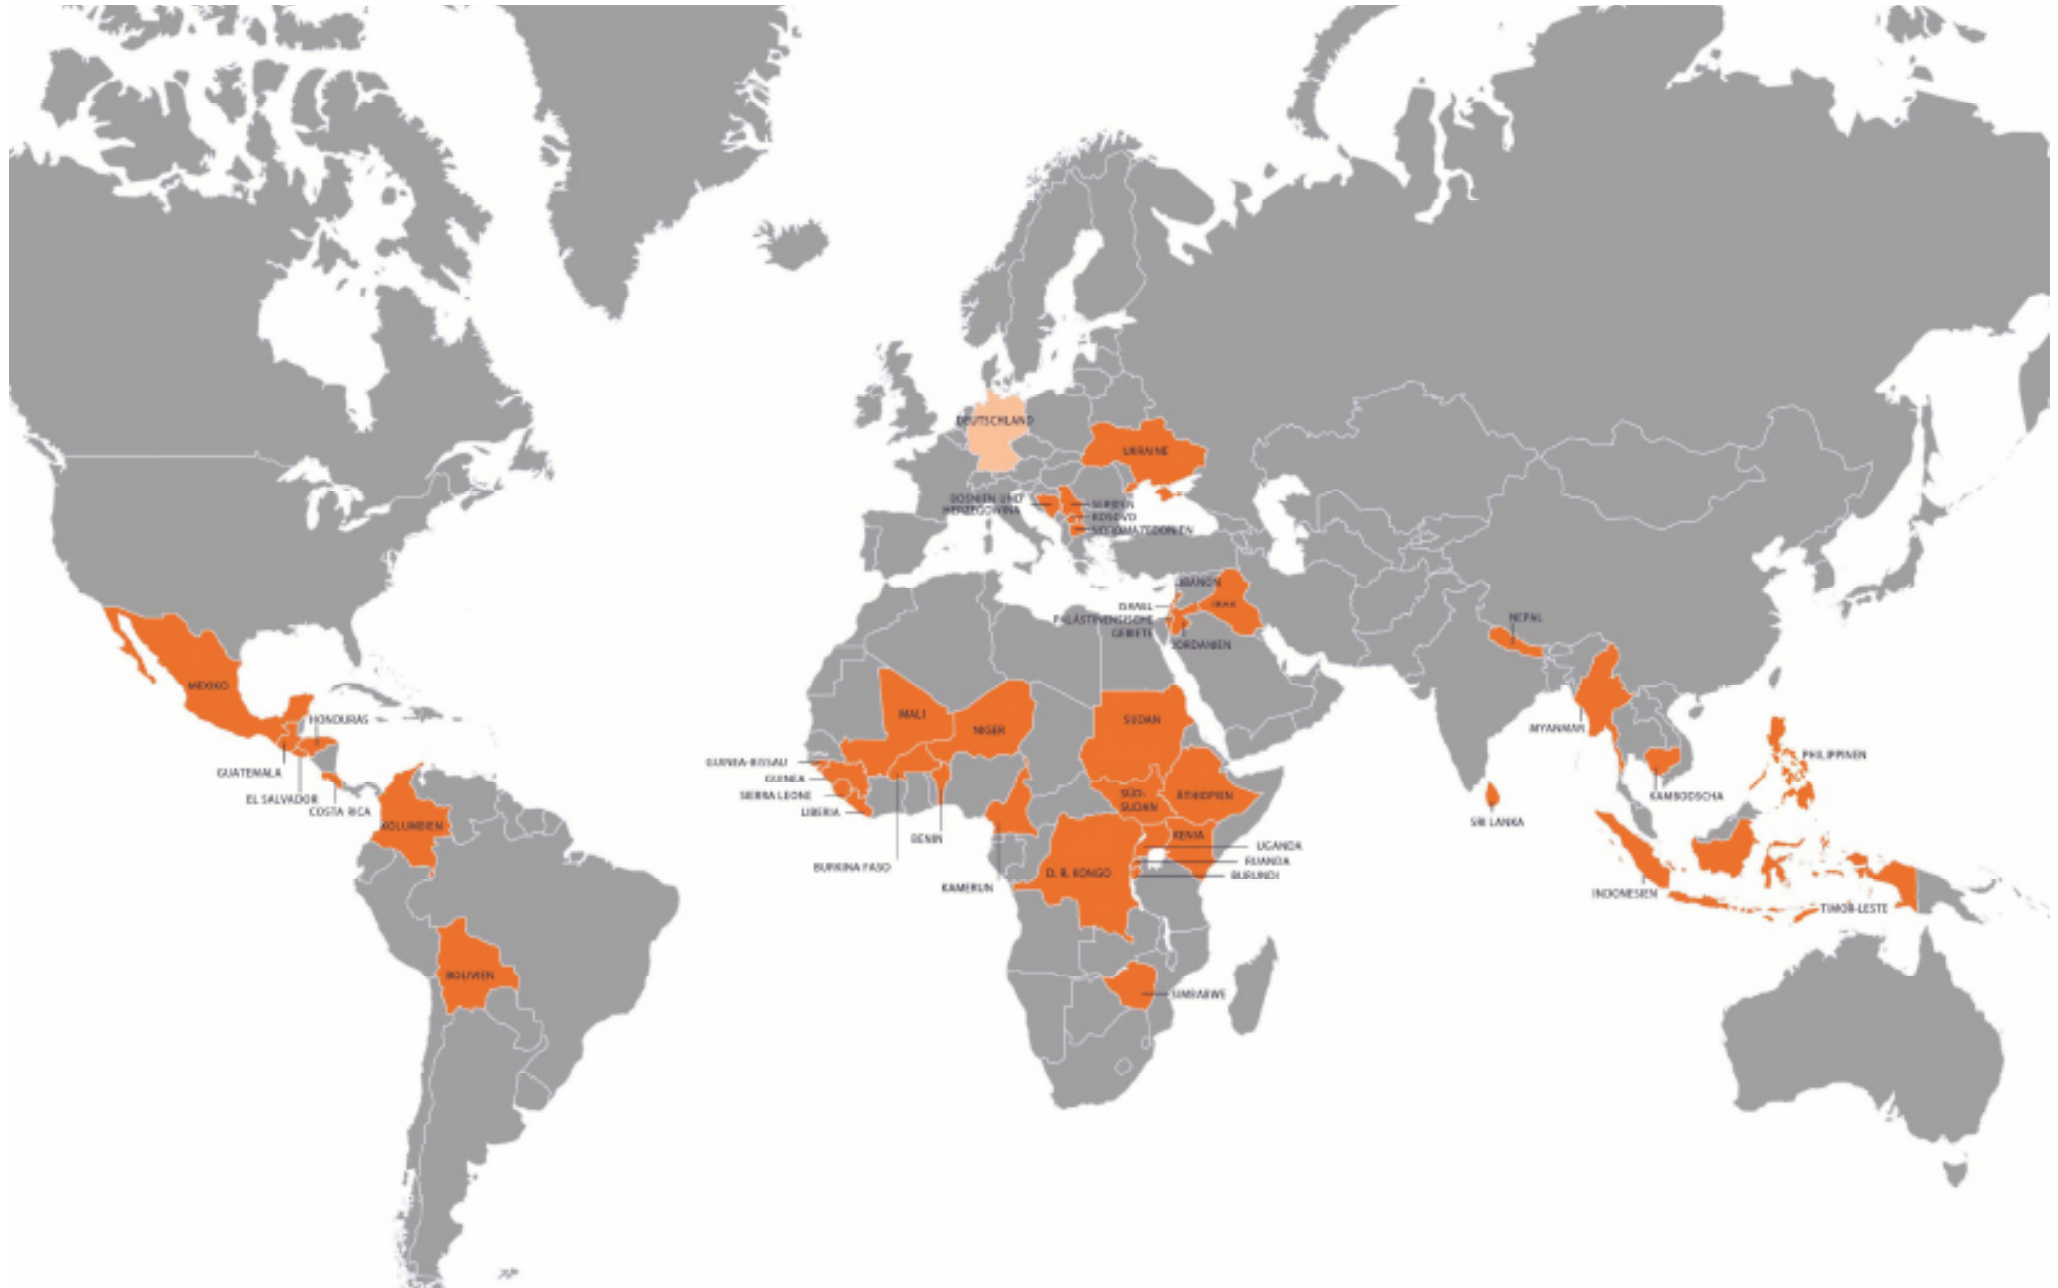 DEUTSCHLAND
UKRAINE
BOSNIEN UND
HERZEGOWINA
SERBIEN
KOSOVO
NORDMAZEDONIEN
LIBANON
IRAK
ISRAEL
PALÄSTINENSISCHE
GEBIETE
JORDANIEN
NEPAL
MEXIKO
HONDURAS
GUATEMALA
EL SALVADOR
COSTA RICA
KOLUMBIEN
BOLIVIEN
MALI
NIGER
SUDAN
GUINEA-BISSAU
GUINEA
SIERRA LEONE
LIBERIA
BENIN
BURKINA FASO
KAMERUN
SÜD-
SUDAN
ÄTHIOPIEN
KENIA
UGANDA
RUANDA
BURUNDI
D. R. KONGO
SIMBABWE
MYANMAR
PHILIPPINEN
KAMBODSCHA
SRI LANKA
INDONESIEN
TIMOR-LESTE